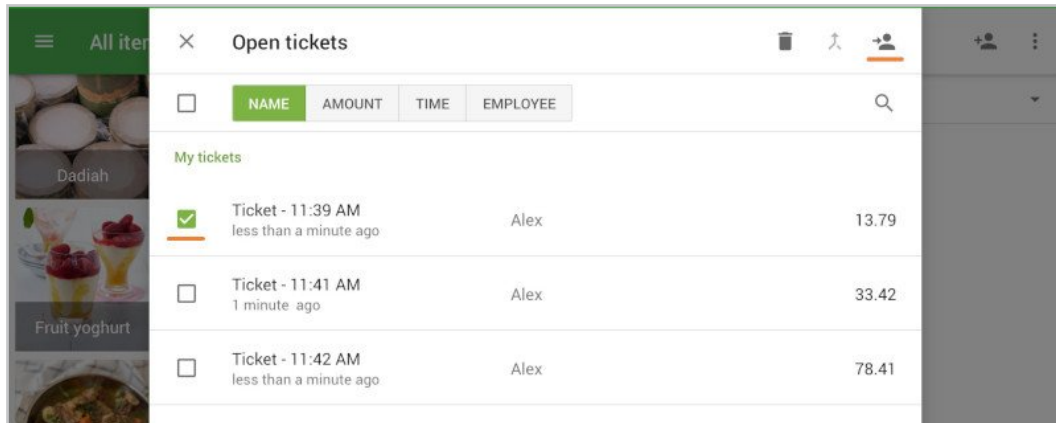 All iter
Open tickets
NAME AMOUNT TIME EMPLOYEE
My tickets
Dadiah
Ticket - 11:39 AM
less than a minute ago
Alex
13.79
Ticket - 11:41 AM
1 minute ago
Alex
33.42
Fruit yoghurt
Ticket - 11:42 AM
less than a minute ago
Alex
78.41